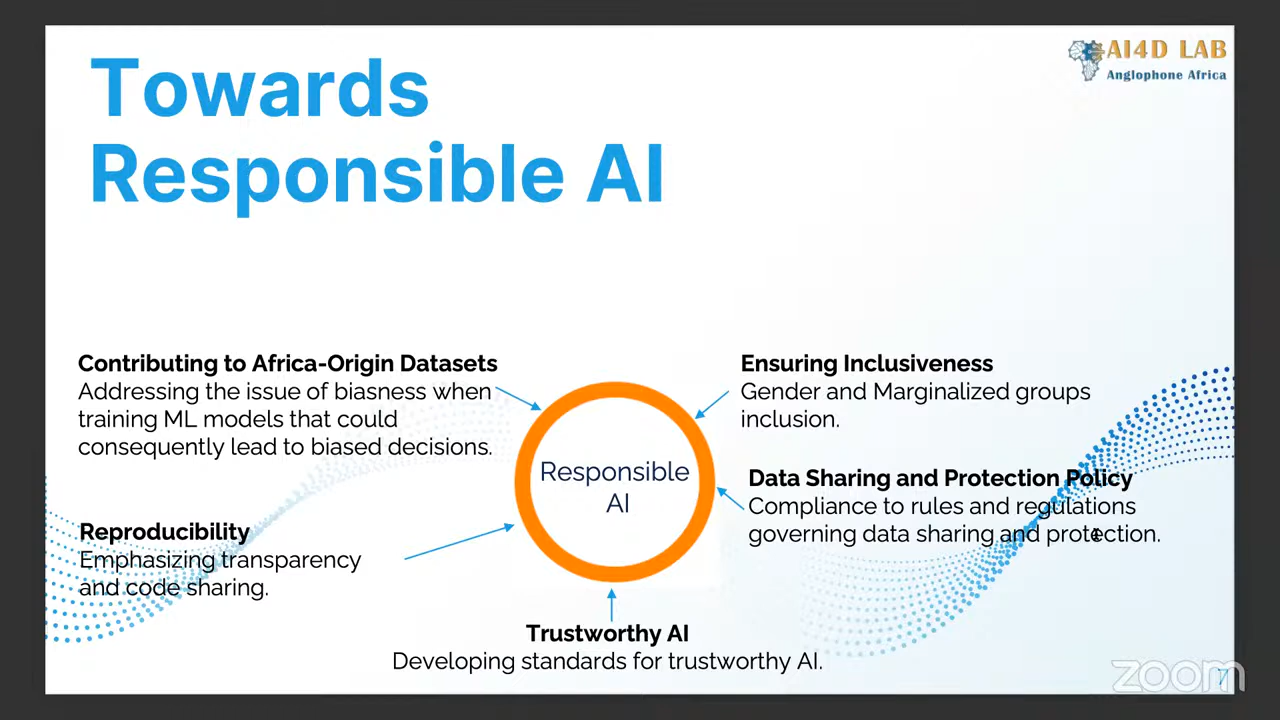 Towards
Responsible AI
AI4D LAB
Anglophone Africa
Contributing to Africa-Origin Datasets
Addressing the issue of biasness when
training ML models that could
consequently lead to biased decisions.
Ensuring Inclusiveness
Gender and Marginalized groups
inclusion.
Responsible
AI
Data Sharing and Protection Policy
Compliance to rules and regulations
governing data sharing and protection.
Reproducibility
Emphasizing transparency
and code sharing.
Trustworthy AI
Developing standards for trustworthy AI.
zoom
7